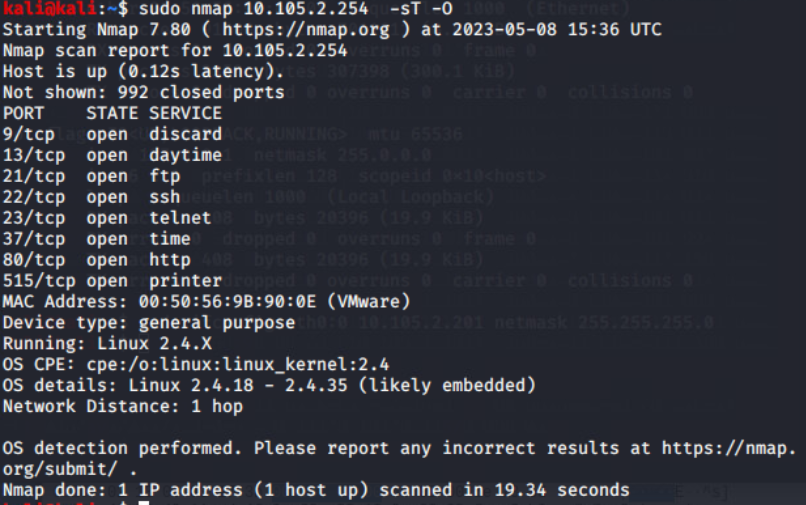 kali@kali:~$ sudo nmap 10.105.2.254  -sT -O
Starting Nmap 7.80 ( https://nmap.org ) at 2023-05-08 15:36 UTC
Nmap scan report for 10.105.2.254
Host is up (0.12s latency).
Not shown: 992 closed ports
PORT    STATE SERVICE
9/tcp   open  discard
13/tcp  open  daytime
21/tcp  open  ftp
22/tcp  open  ssh
23/tcp  open  telnet
37/tcp  open  time
80/tcp  open  http
515/tcp open  printer
MAC Address: 00:50:56:9B:90:0E (VMware)
Device type: general purpose
Running: Linux 2.4.X
OS CPE: cpe:/o:linux:linux_kernel:2.4
OS details: Linux 2.4.18 - 2.4.35 (likely embedded)
Network Distance: 1 hop

OS detection performed. Please report any incorrect results at https://nmap.
org/submit/ .
Nmap done: 1 IP address (1 host up) scanned in 19.34 seconds